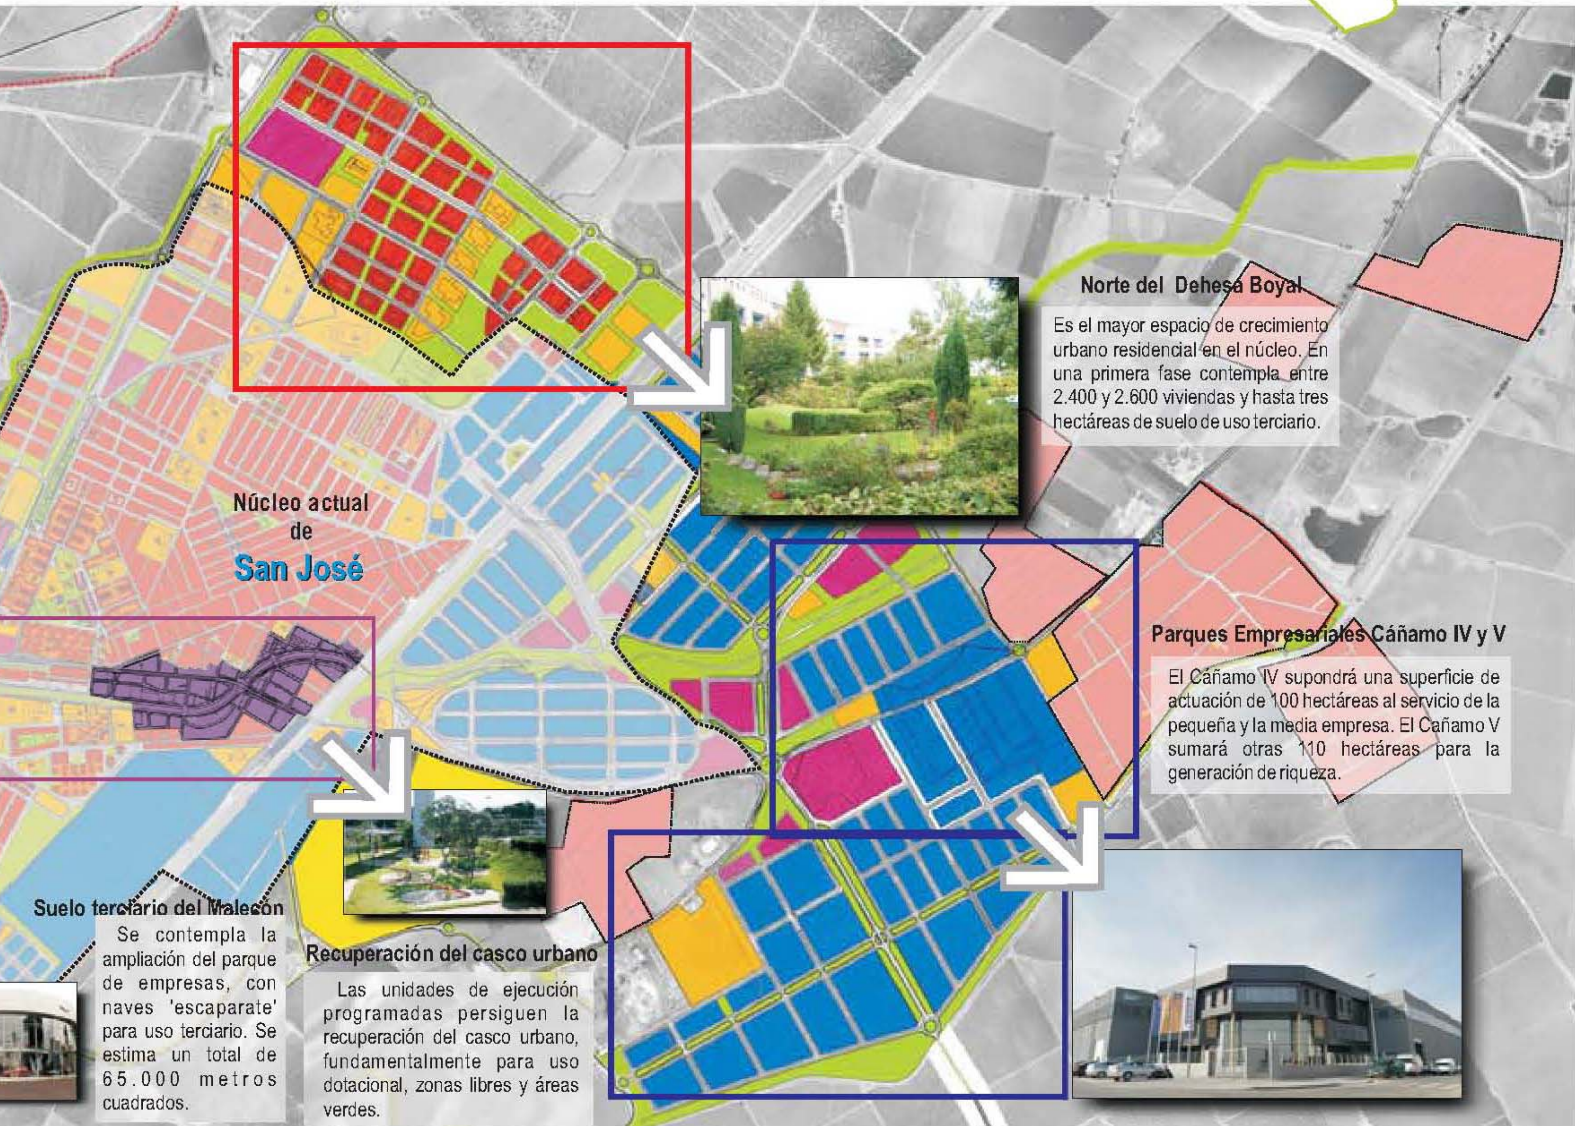 Norte del Dehesa Boyal
Es el mayor espacio de crecimiento
urbano residencial en el núcleo. En
una primera fase contempla entre
2.400 y 2.600 viviendas y hasta tres
hectáreas de suelo de uso terciario.
Núcleo actual
de
San José
Parques Empresariales Cáñamo IV y V
El Cáñamo IV supondrá una superficie de
actuación de 100 hectáreas al servicio de la
pequeña y la media empresa. El Cañamo V
sumará otras 110 hectáreas para la
generación de riqueza.
Suelo terciario del Malecón
Se contempla la
ampliación del parque
de empresas, con
naves 'escaparate'
para uso terciario. Se
estima un total de
65.000 metros
cuadrados.
Recuperación del casco urbano
Las unidades de ejecución
programadas persiguen la
recuperación del casco urbano,
fundamentalmente para uso
dotacional, zonas libres y áreas
verdes.